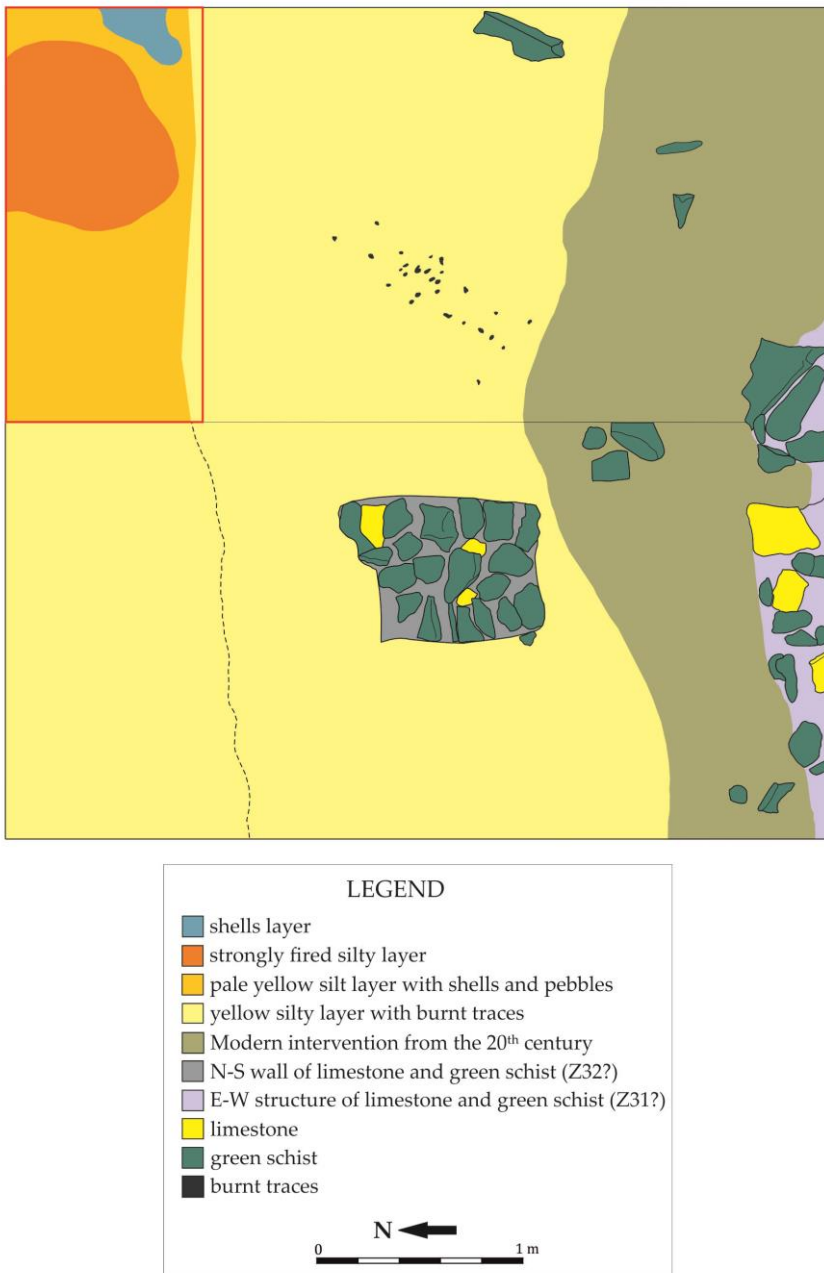 LEGEND
shells layer
strongly fired silty layer
pale yellow silt layer with shells and pebbles
yellow silty layer with burnt traces
Modern intervention from the 20th century
N-S wall of limestone and green schist (Z32?)
E-W structure of limestone and green schist (Z31?)
limestone
green schist
burnt traces
N
0 1 m